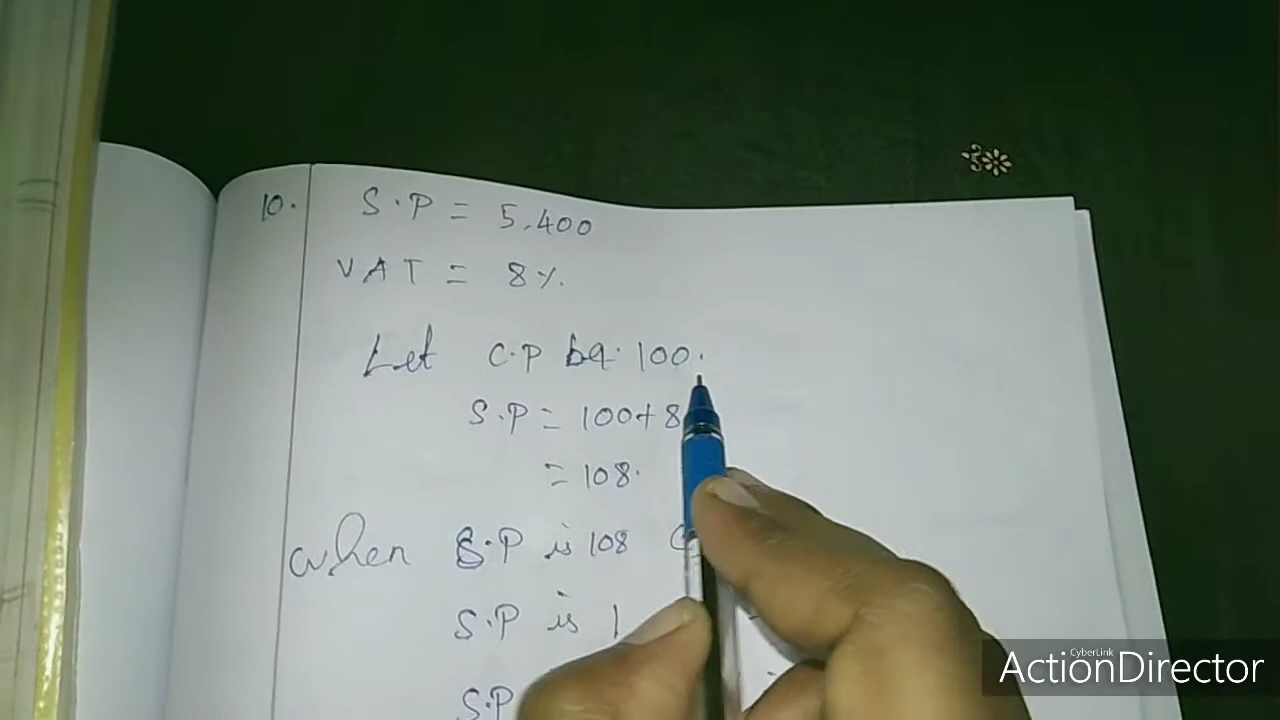 10. S.P = 5,400
VAT = 8%.
Let C.P be 100.
S.P = 100+8
= 108.
when S.P is 108
S.P is 1
S.P
CyberLink
ActionDirector